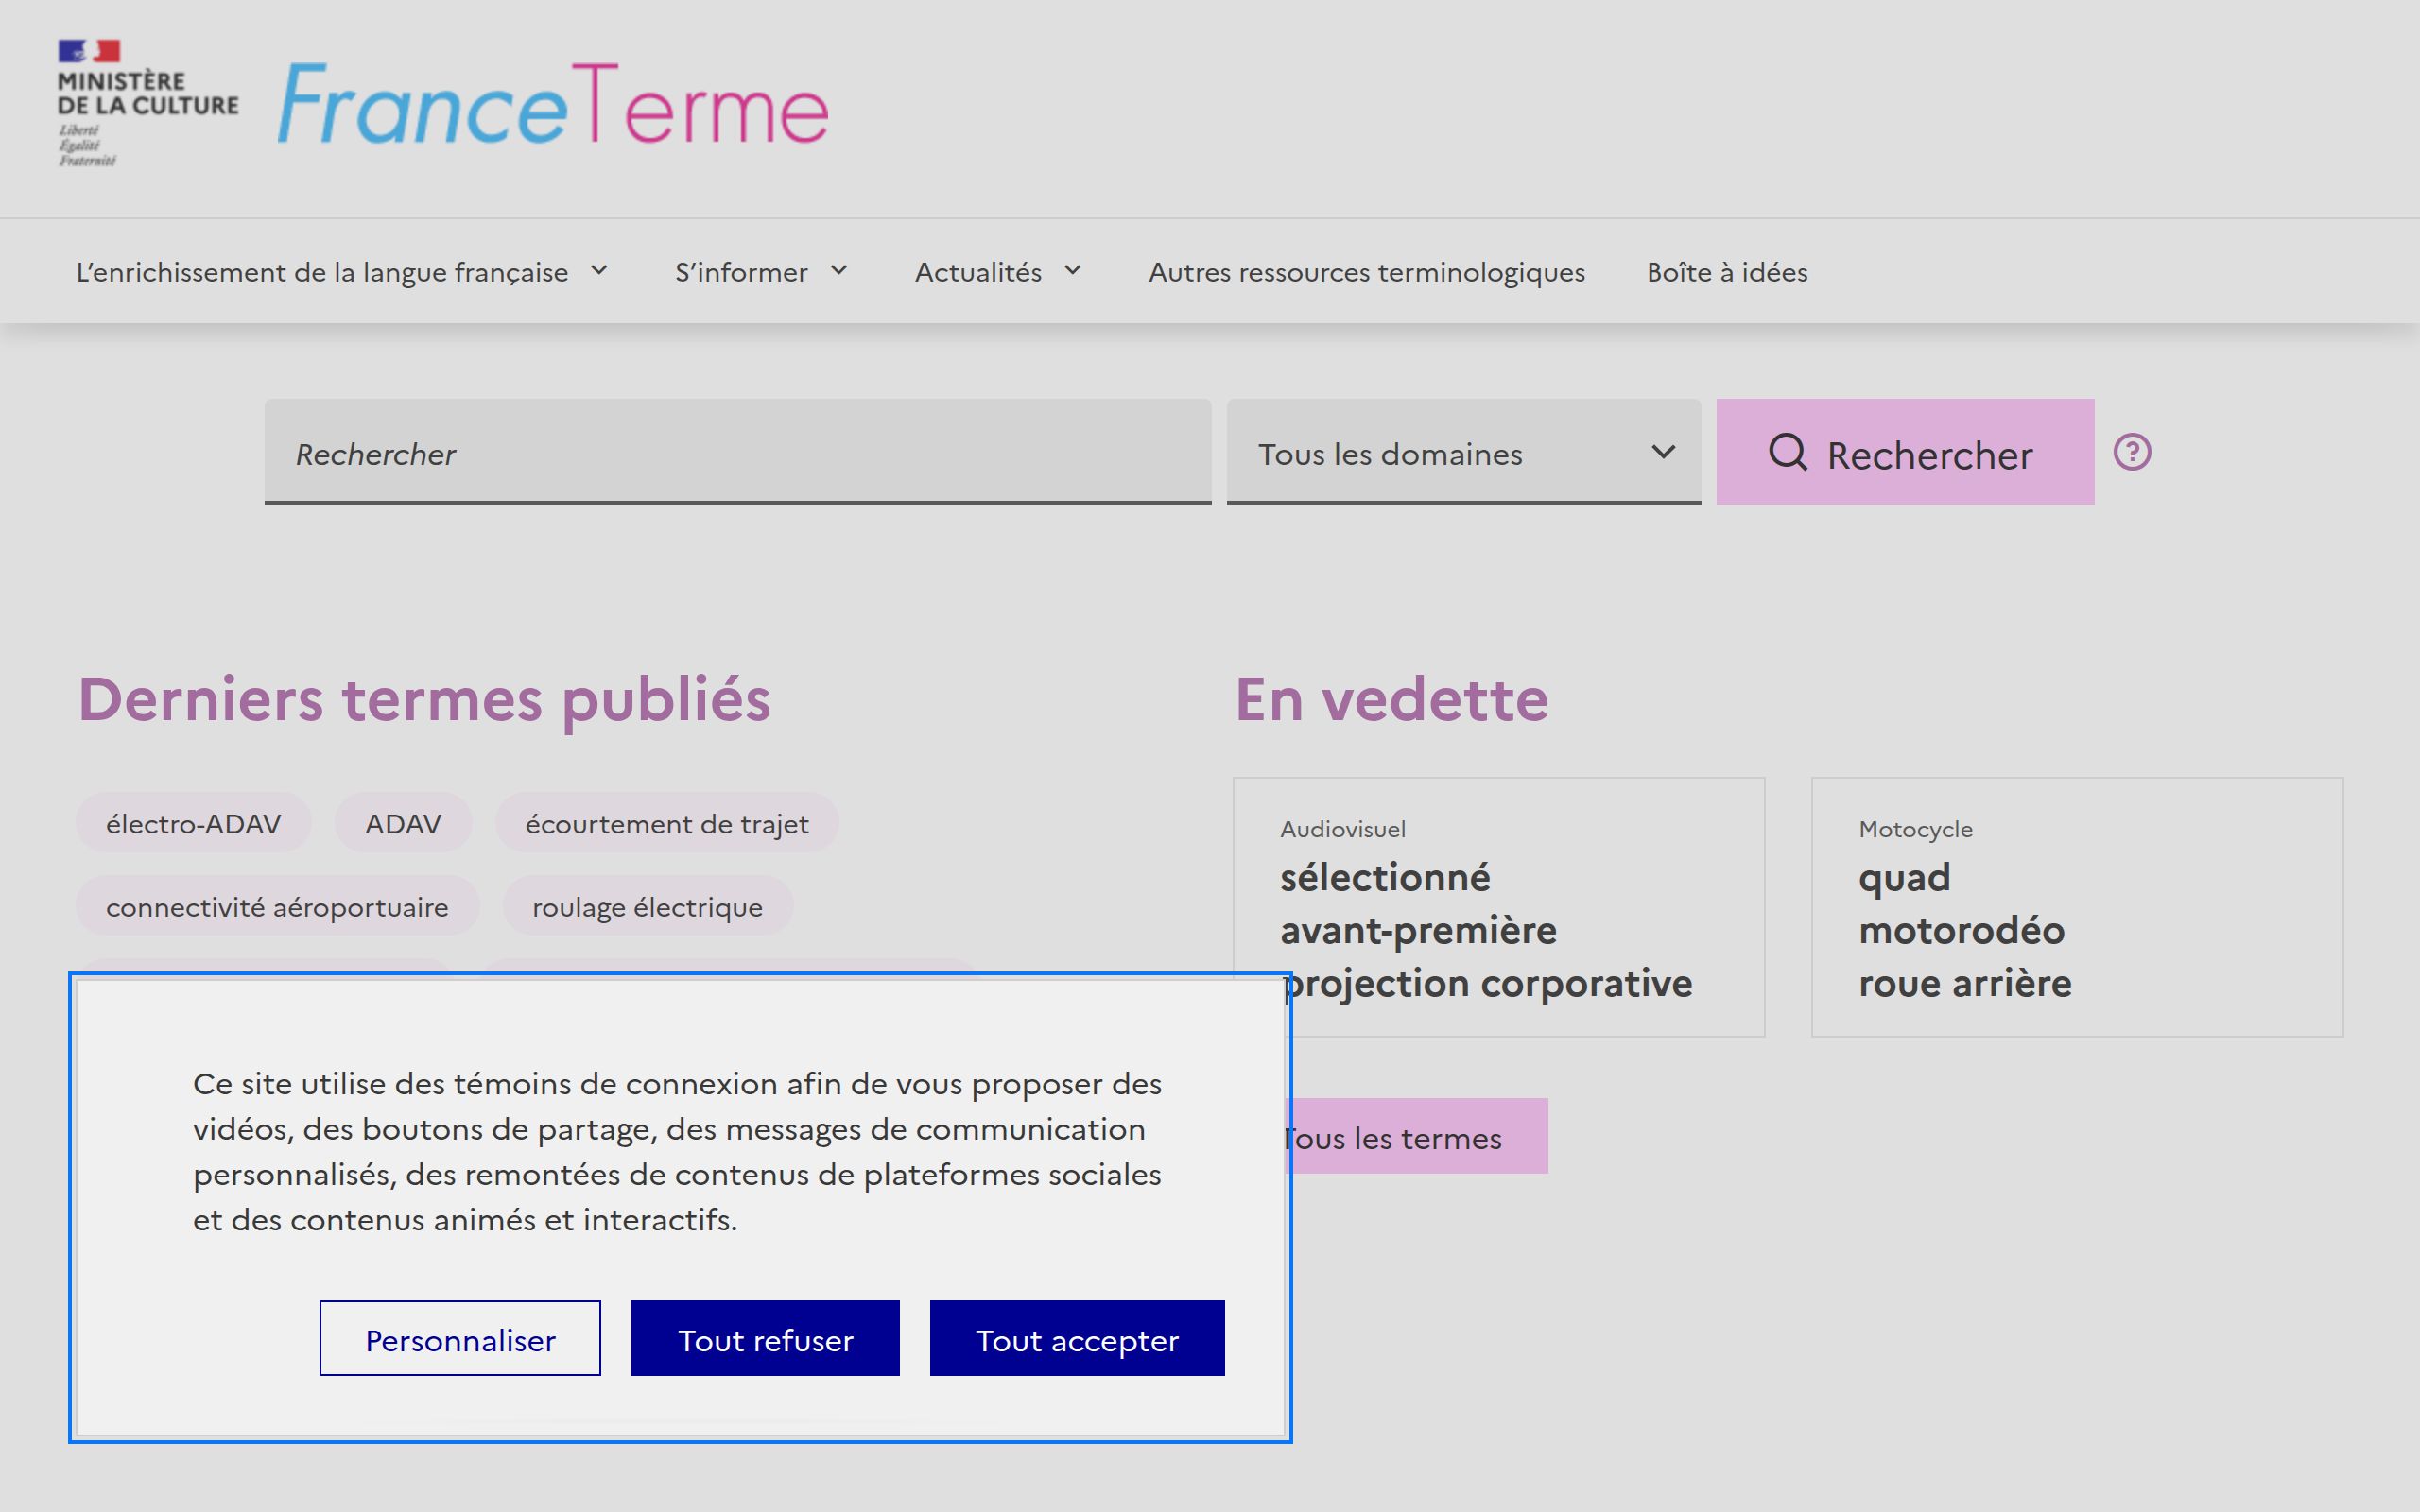 MINISTÈRE
DE LA CULTURE
Liberté
Égalité
Fraternité
FranceTerme
L’enrichissement de la langue française
S’informer
Actualités
Autres ressources terminologiques
Boîte à idées
Rechercher
Tous les domaines
Rechercher
?
Derniers termes publiés
électro-ADAV
ADAV
écourtement de trajet
connectivité aéroportuaire
roulage électrique
En vedette
Audiovisuel
sélectionné
avant-première
projection corporative
Motocycle
quad
motorodéo
roue arrière
Tous les termes
Ce site utilise des témoins de connexion afin de vous proposer des
vidéos, des boutons de partage, des messages de communication
personnalisés, des remontées de contenus de plateformes sociales
et des contenus animés et interactifs.
Personnaliser
Tout refuser
Tout accepter